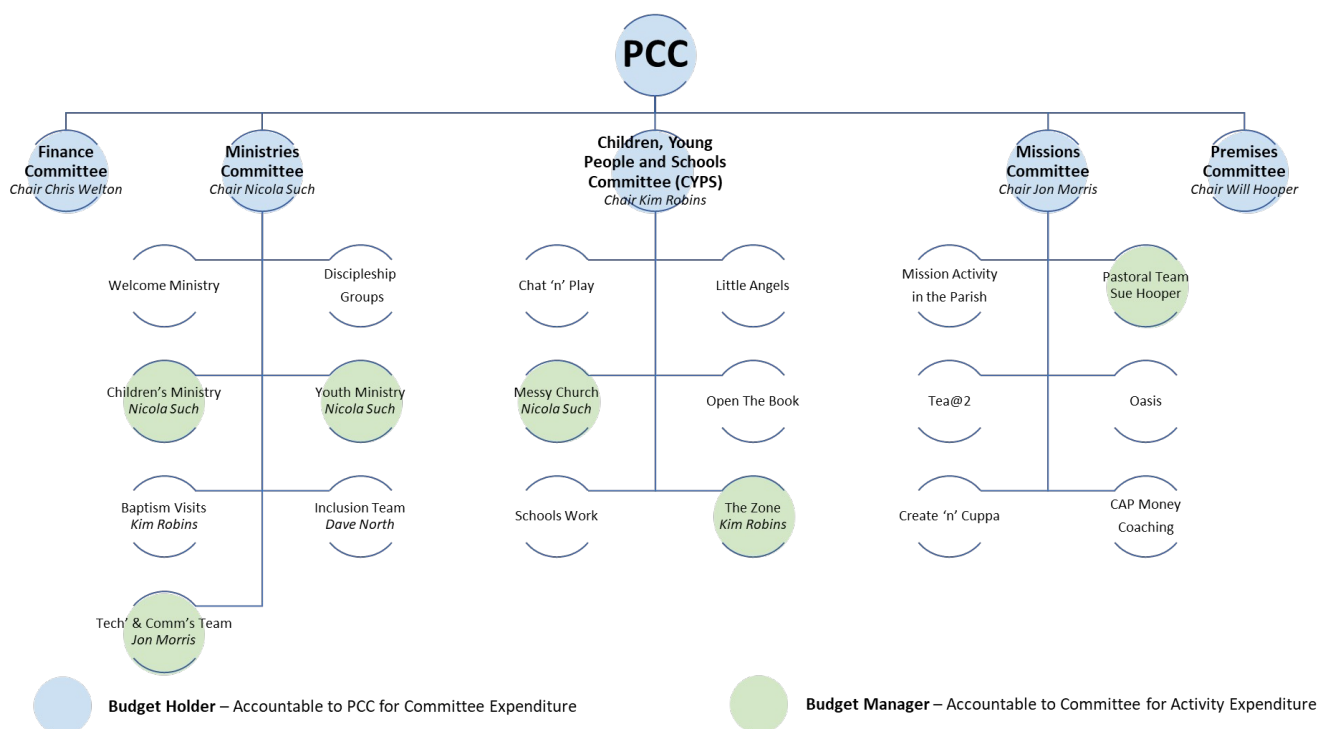 PCC
Finance
Committee
Chair Chris Welton
Ministries
Committee
Chair Nicola Such
Children, Young
People and Schools
Committee (CYPS)
Chair Kim Robins
Missions
Committee
Chair Jon Morris
Premises
Committee
Chair Will Hooper
Welcome Ministry
Discipleship
Groups
Children's Ministry
Nicola Such
Youth Ministry
Nicola Such
Baptism Visits
Kim Robins
Inclusion Team
Dave North
Tech' & Comm's Team
Jon Morris
Chat 'n' Play
Little Angels
Messy Church
Nicola Such
Open The Book
Schools Work
The Zone
Kim Robins
Mission Activity
in the Parish
Pastoral Team
Sue Hooper
Tea@2
Oasis
Create 'n' Cuppa
CAP Money
Coaching
Budget Holder – Accountable to PCC for Committee Expenditure
Budget Manager – Accountable to Committee for Activity Expenditure